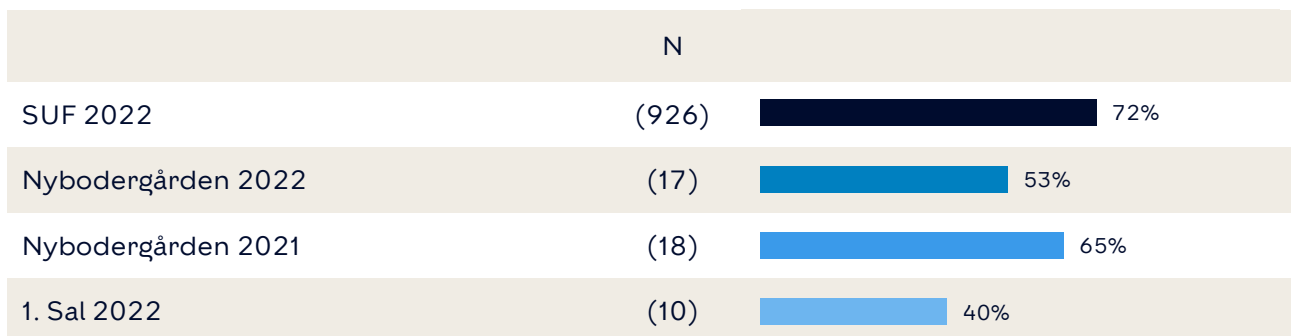 N
SUF 2022 (926) 72%
Nybodergården 2022 (17) 53%
Nybodergården 2021 (18) 65%
1. Sal 2022 (10) 40%